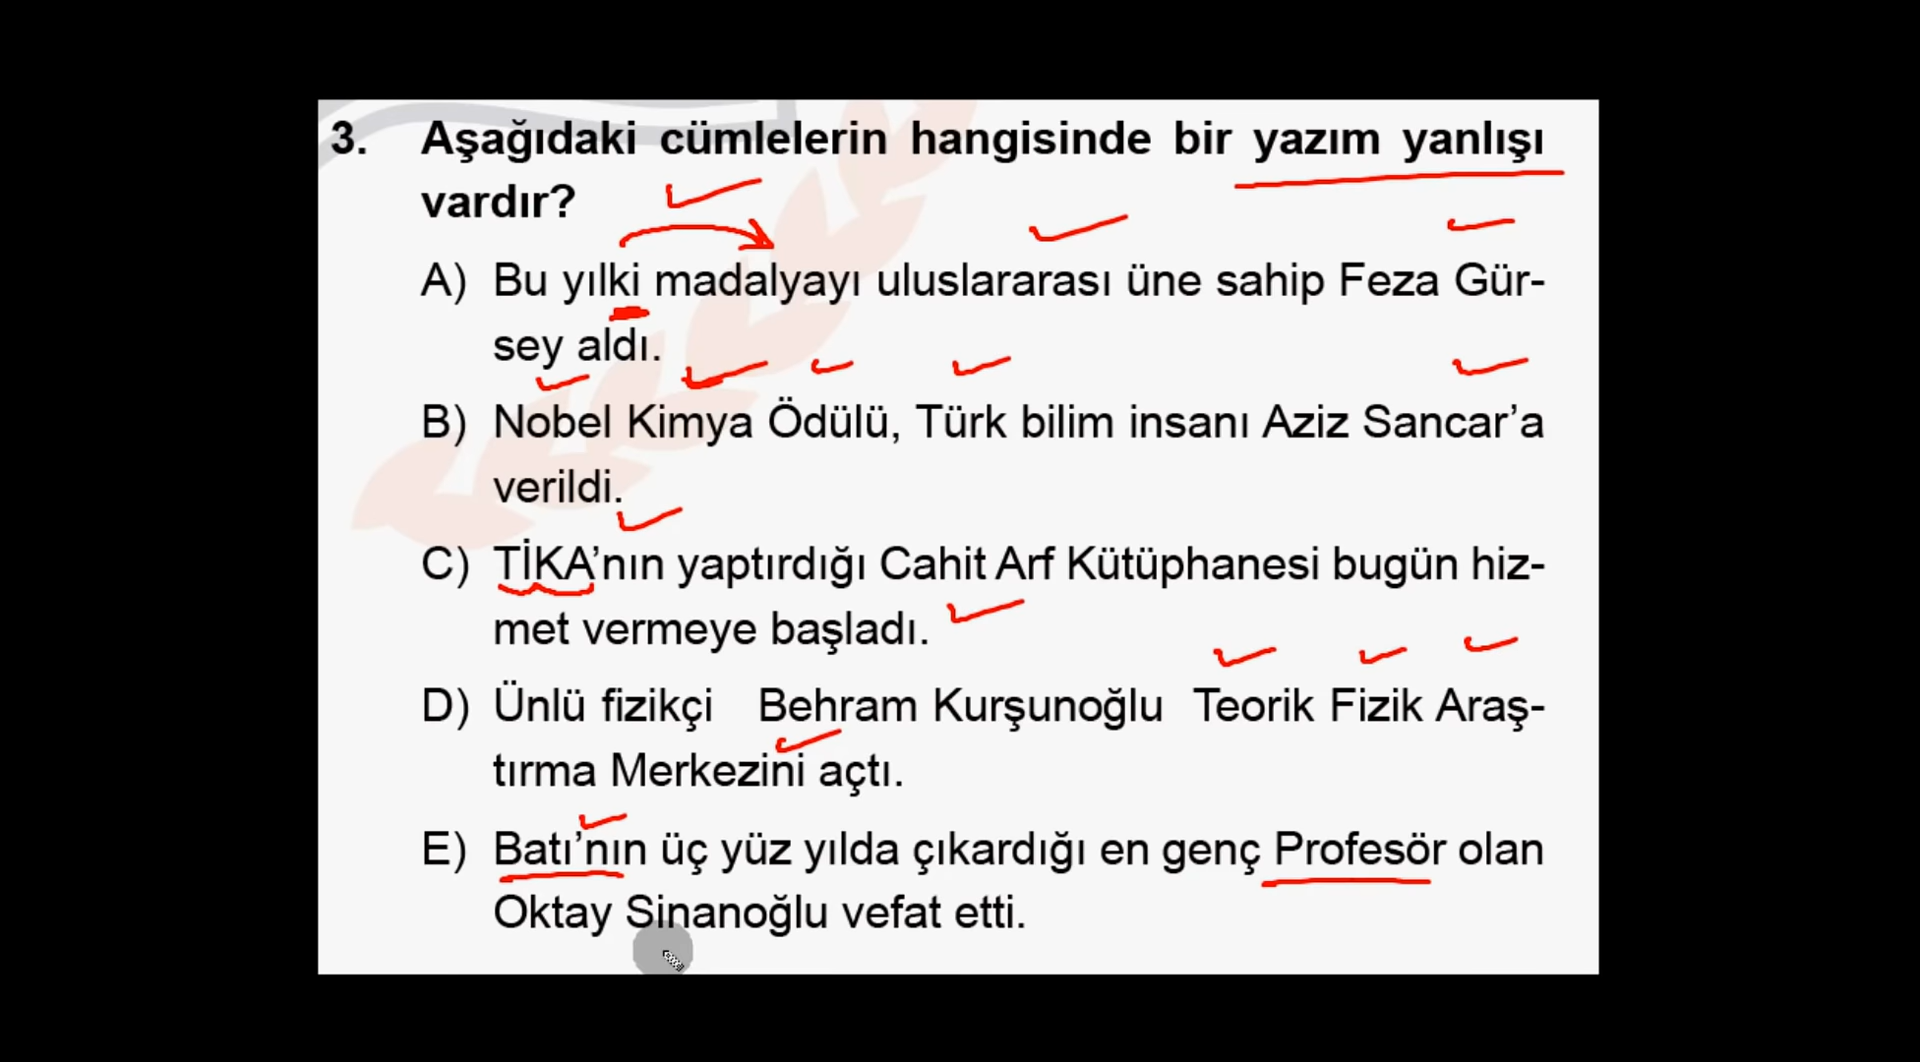 3. Aşağıdaki cümlelerin hangisinde bir yazım yanlışı
vardır?
A) Bu yılki madalyayı uluslararası üne sahip Feza Gür-
sey aldı.
B) Nobel Kimya Ödülü, Türk bilim insanı Aziz Sancar’a
verildi.
C) TİKA’nın yaptırdığı Cahit Arf Kütüphanesi bugün hiz-
met vermeye başladı.
D) Ünlü fizikçi Behram Kurşunoğlu Teorik Fizik Araş-
tırma Merkezini açtı.
E) Batı’nın üç yüz yılda çıkardığı en genç Profesör olan
Oktay Sinanoğlu vefat etti.